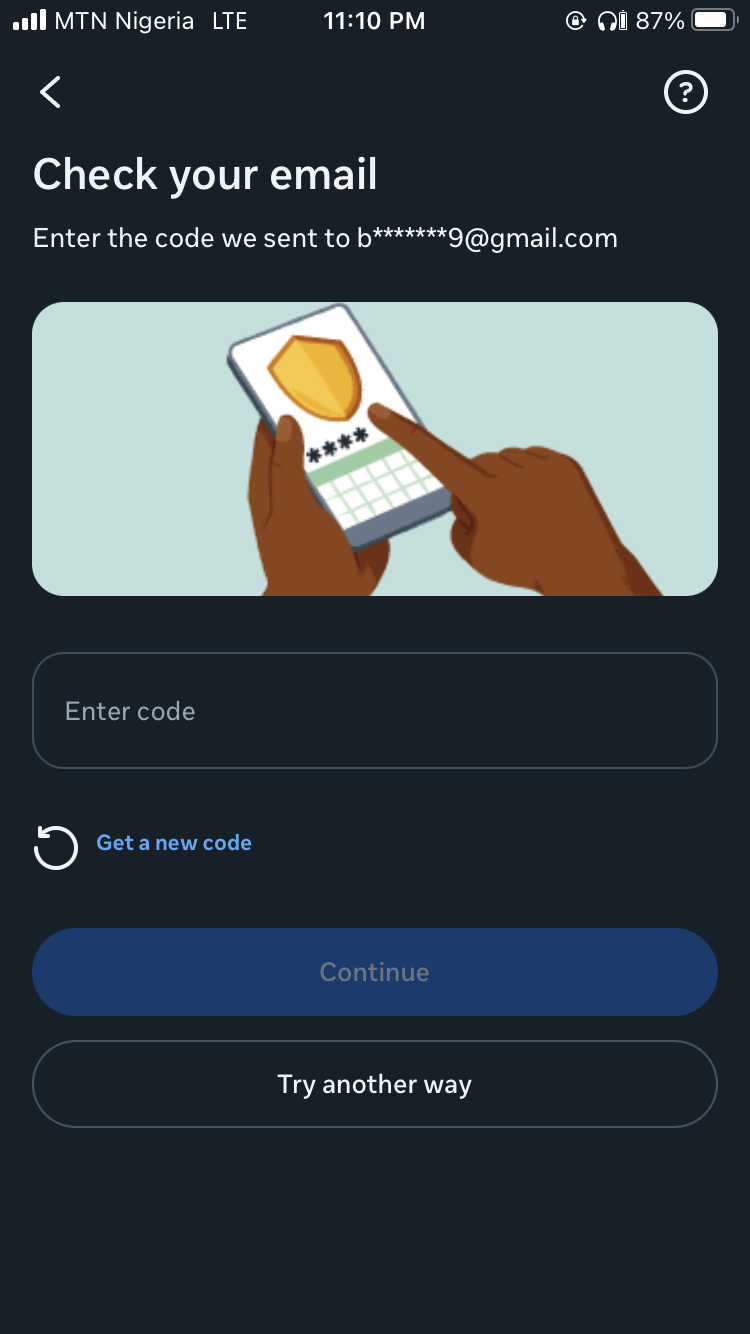 MTN Nigeria LTE 11:10 PM 87%
?
Check your email
Enter the code we sent to b*******9@gmail.com
****
Enter code
Get a new code
Continue
Try another way